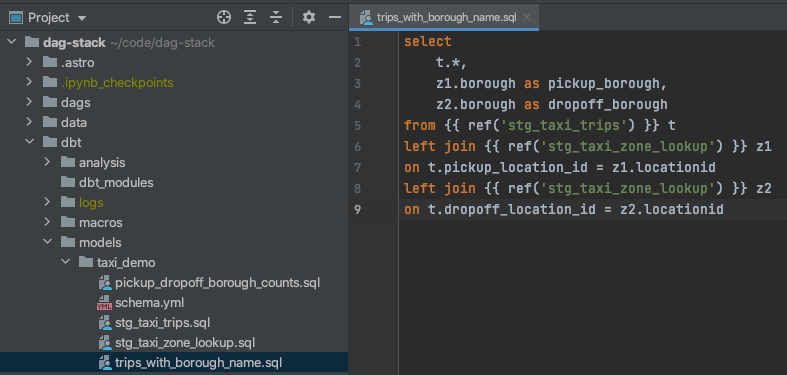 Project
dag-stack ~/code/dag-stack
.astro
.ipynb_checkpoints
dags
data
dbt
analysis
dbt_modules
logs
macros
models
taxi_demo
pickup_dropoff_borough_counts.sql
YML schema.yml
stg_taxi_trips.sql
stg_taxi_zone_lookup.sql
trips_with_borough_name.sql
trips_with_borough_name.sql
1 select
2     t.*,
3     z1.borough as pickup_borough,
4     z2.borough as dropoff_borough
5 from {{ ref('stg_taxi_trips') }} t
6 left join {{ ref('stg_taxi_zone_lookup') }} z1
7 on t.pickup_location_id = z1.locationid
8 left join {{ ref('stg_taxi_zone_lookup') }} z2
9 on t.dropoff_location_id = z2.locationid